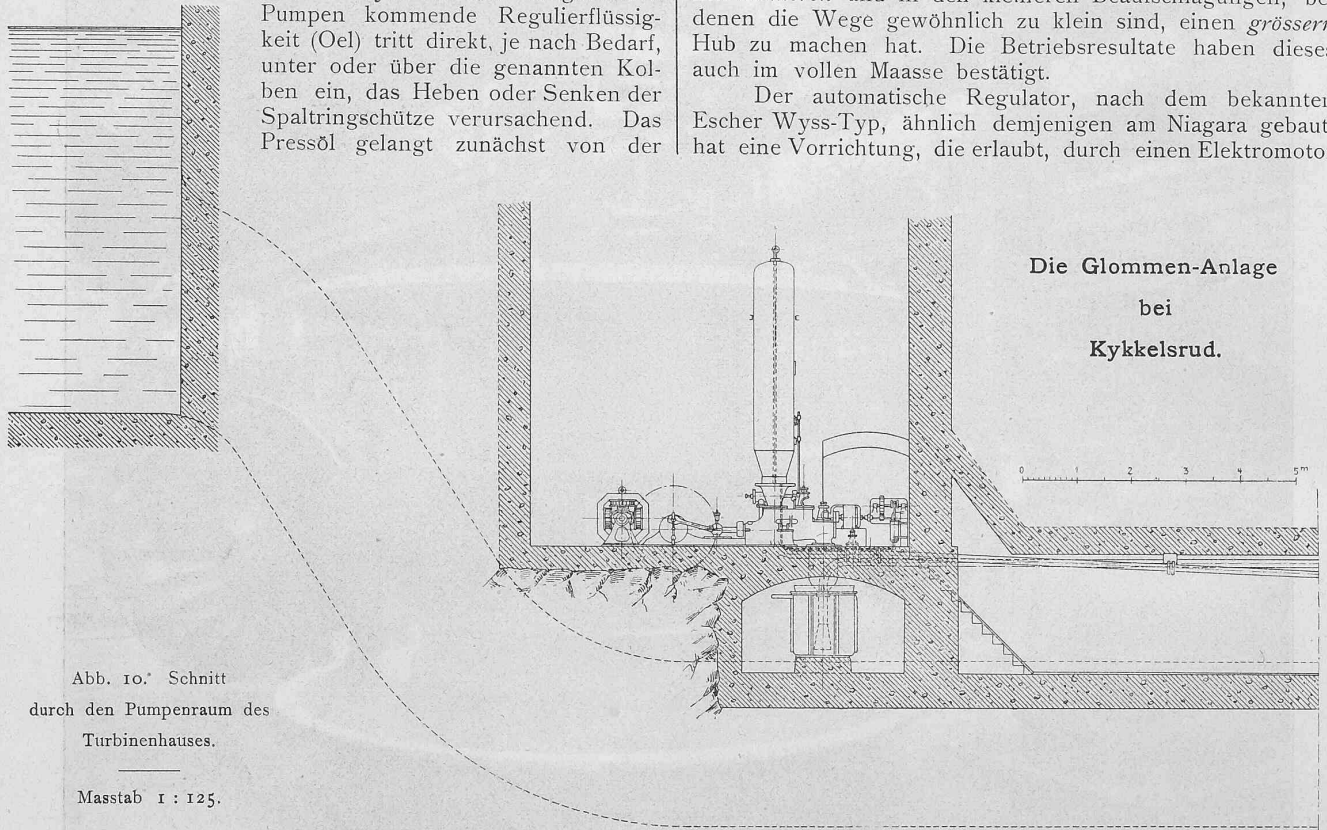 Pumpen kommende Regulierflüssig-
keit (Oel) tritt direkt, je nach Bedarf,
unter oder über die genannten Kol-
ben ein, das Heben oder Senken der
Spaltringschütze verursachend. Das
Pressöl gelangt zunächst von der
denen die Wege gewöhnlich zu klein sind, einen grössern
Hub zu machen hat. Die Betriebsresultate haben dieses
auch im vollen Maasse bestätigt.
Der automatische Regulator, nach dem bekannten
Escher Wyss-Typ, ähnlich demjenigen am Niagara gebaut
hat eine Vorrichtung, die erlaubt, durch einen Elektromoto
Die Glommen-Anlage
bei
Kykkelsrud.
0 1 2 3 4 5 m
Abb. 10. Schnitt
durch den Pumpenraum des
Turbinenhauses.
Masstab 1 : 125.